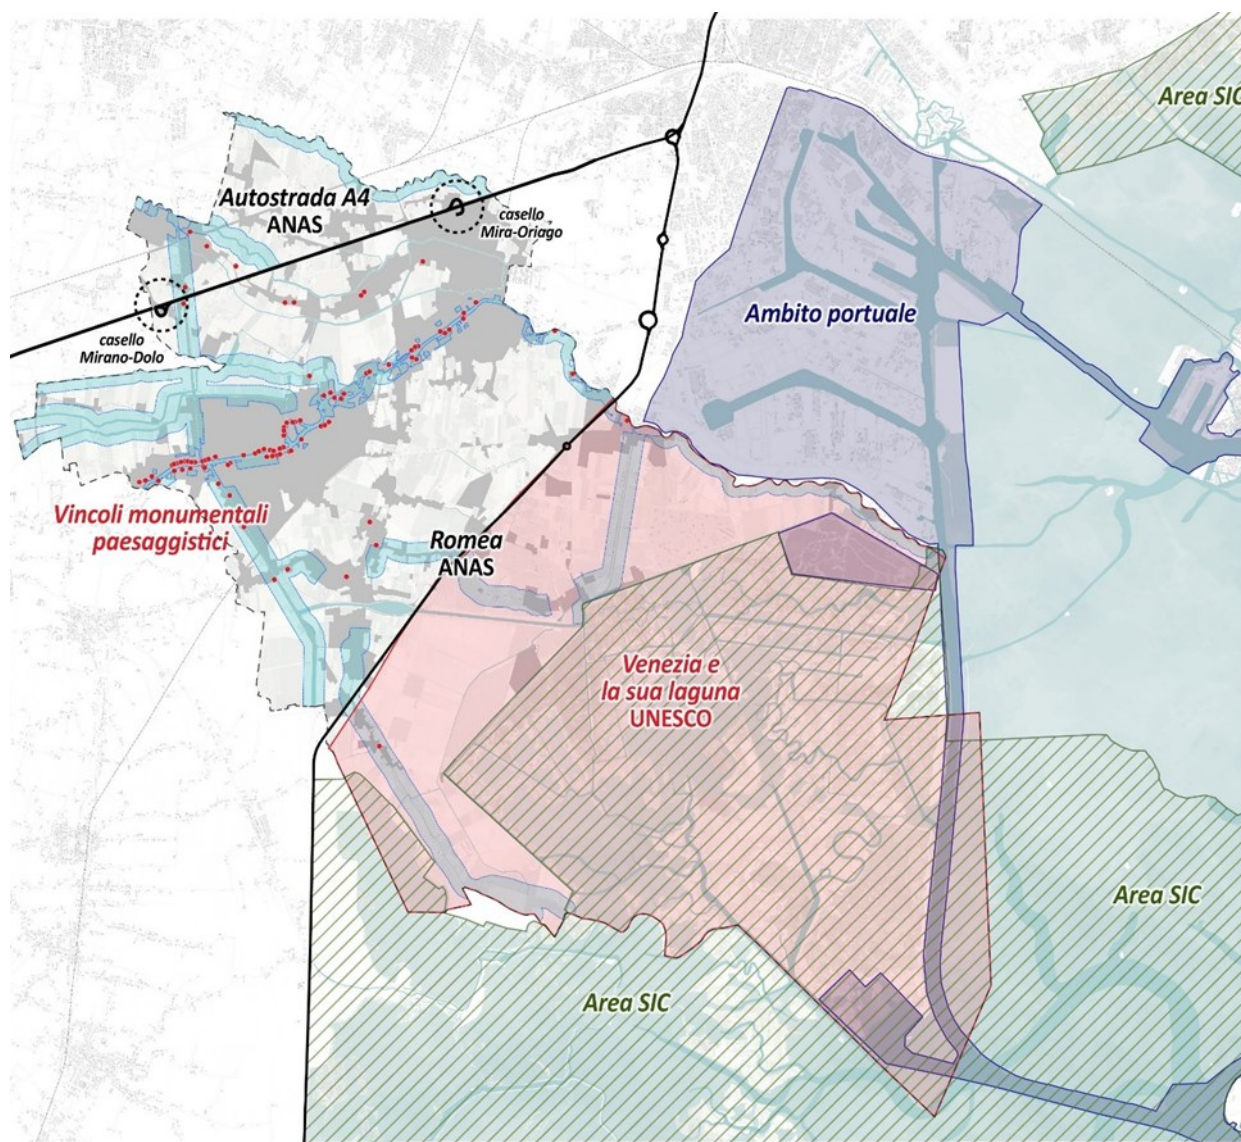 Area SIC
Autostrada A4
ANAS
casello
Mira-Oriago
Ambito portuale
casello
Mirano-Dolo
Vincoli monumentali
paesaggistici
Romea
ANAS
Venezia e
la sua laguna
UNESCO
Area SIC
Area SIC